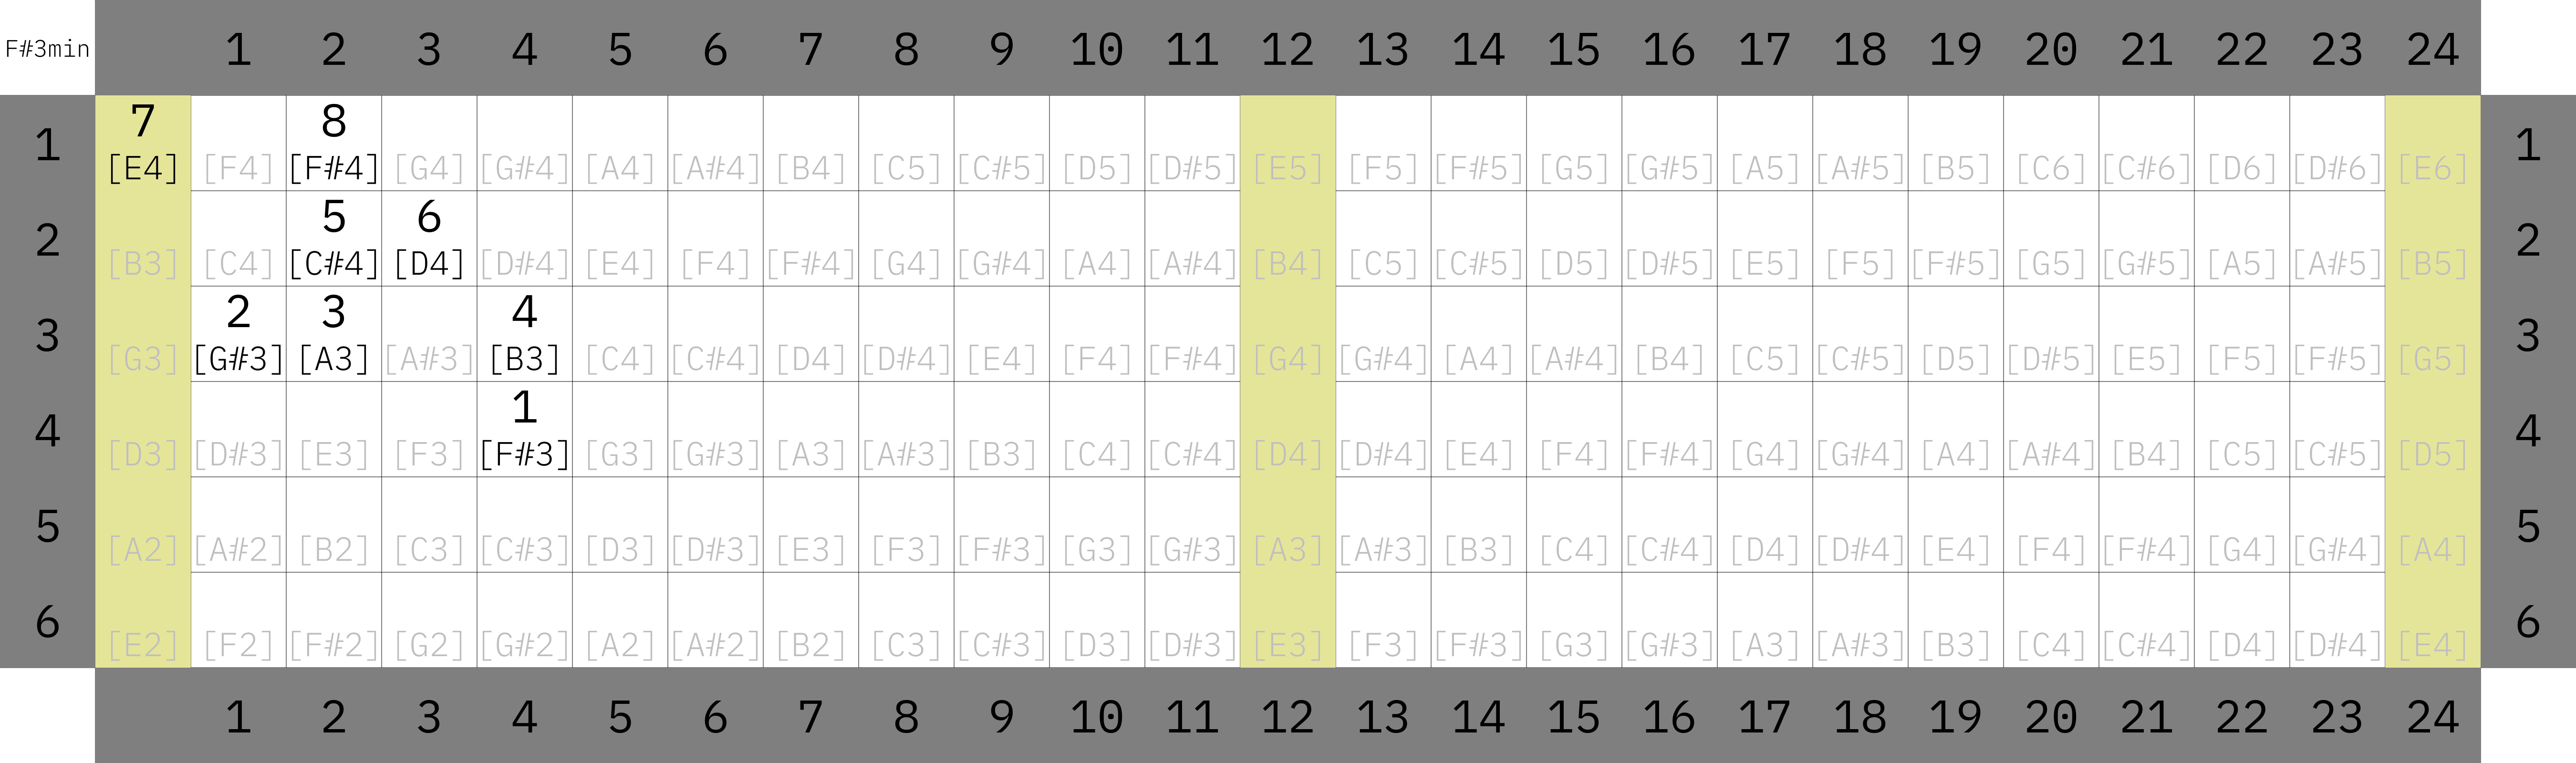 F#3min 1 2 3 4 5 6 7 8 9 10 11 12 13 14 15 16 17 18 19 20 21 22 23 24
7 8
1 [E4] [F4] [F#4] [G4] [G#4] [A4] [A#4] [B4] [C5] [C#5] [D5] [D#5] [E5] [F5] [F#5] [G5] [G#5] [A5] [A#5] [B5] [C6] [C#6] [D6] [D#6] [E6] 1
5 6
2 [B3] [C4] [C#4] [D4] [D#4] [E4] [F4] [F#4] [G4] [G#4] [A4] [A#4] [B4] [C5] [C#5] [D5] [D#5] [E5] [F5] [F#5] [G5] [G#5] [A5] [A#5] [B5] 2
2 3 4
3 [G3] [G#3] [A3] [A#3] [B3] [C4] [C#4] [D4] [D#4] [E4] [F4] [F#4] [G4] [G#4] [A4] [A#4] [B4] [C5] [C#5] [D5] [D#5] [E5] [F5] [F#5] [G5] 3
1
4 [D3] [D#3] [E3] [F3] [F#3] [G3] [G#3] [A3] [A#3] [B3] [C4] [C#4] [D4] [D#4] [E4] [F4] [F#4] [G4] [G#4] [A4] [A#4] [B4] [C5] [C#5] [D5] 4
5 [A2] [A#2] [B2] [C3] [C#3] [D3] [D#3] [E3] [F3] [F#3] [G3] [G#3] [A3] [A#3] [B3] [C4] [C#4] [D4] [D#4] [E4] [F4] [F#4] [G4] [G#4] [A4] 5
6 [E2] [F2] [F#2] [G2] [G#2] [A2] [A#2] [B2] [C3] [C#3] [D3] [D#3] [E3] [F3] [F#3] [G3] [G#3] [A3] [A#3] [B3] [C4] [C#4] [D4] [D#4] [E4] 6
1 2 3 4 5 6 7 8 9 10 11 12 13 14 15 16 17 18 19 20 21 22 23 24